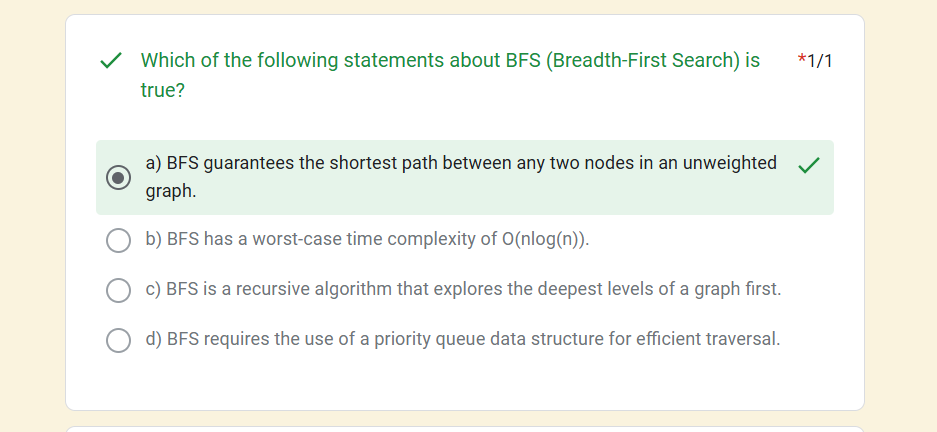 Which of the following statements about BFS (Breadth-First Search) is
*1/1
true?
a) BFS guarantees the shortest path between any two nodes in an unweighted
graph.
b) BFS has a worst-case time complexity of O(nlog(n)).
c) BFS is a recursive algorithm that explores the deepest levels of a graph first.
d) BFS requires the use of a priority queue data structure for efficient traversal.